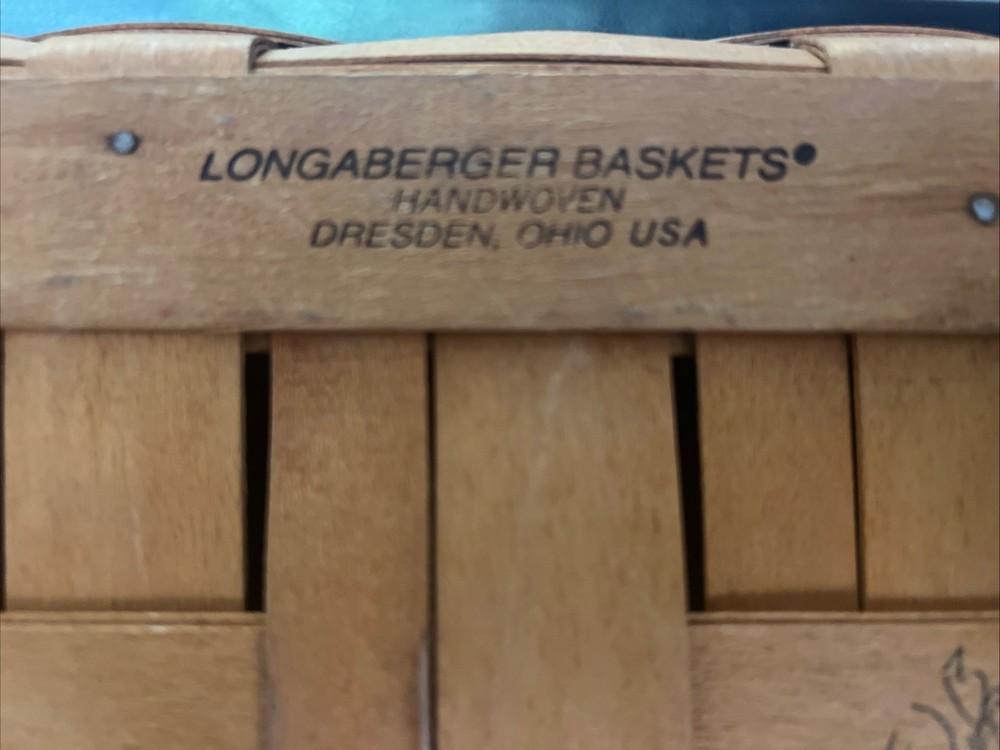 LONGABERGER BASKETS®
HANDWOVEN
DRESDEN, OHIO USA